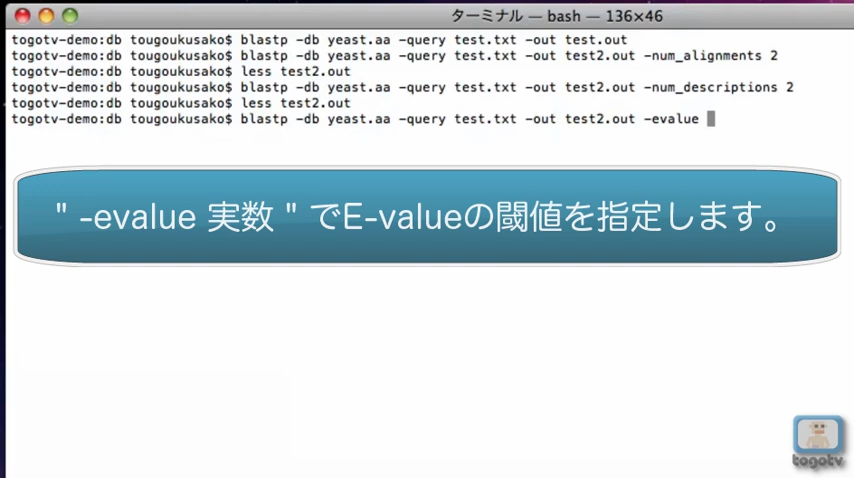 ターミナル — bash — 136×46
togotv-demo:db tougoukusako$ blastp -db yeast.aa -query test.txt -out test.out
togotv-demo:db tougoukusako$ blastp -db yeast.aa -query test.txt -out test2.out -num_alignments 2
togotv-demo:db tougoukusako$ less test2.out
togotv-demo:db tougoukusako$ blastp -db yeast.aa -query test.txt -out test2.out -num_descriptions 2
togotv-demo:db tougoukusako$ less test2.out
togotv-demo:db tougoukusako$ blastp -db yeast.aa -query test.txt -out test2.out -evalue
" -evalue 実数 " でE-valueの閾値を指定します。
togotv